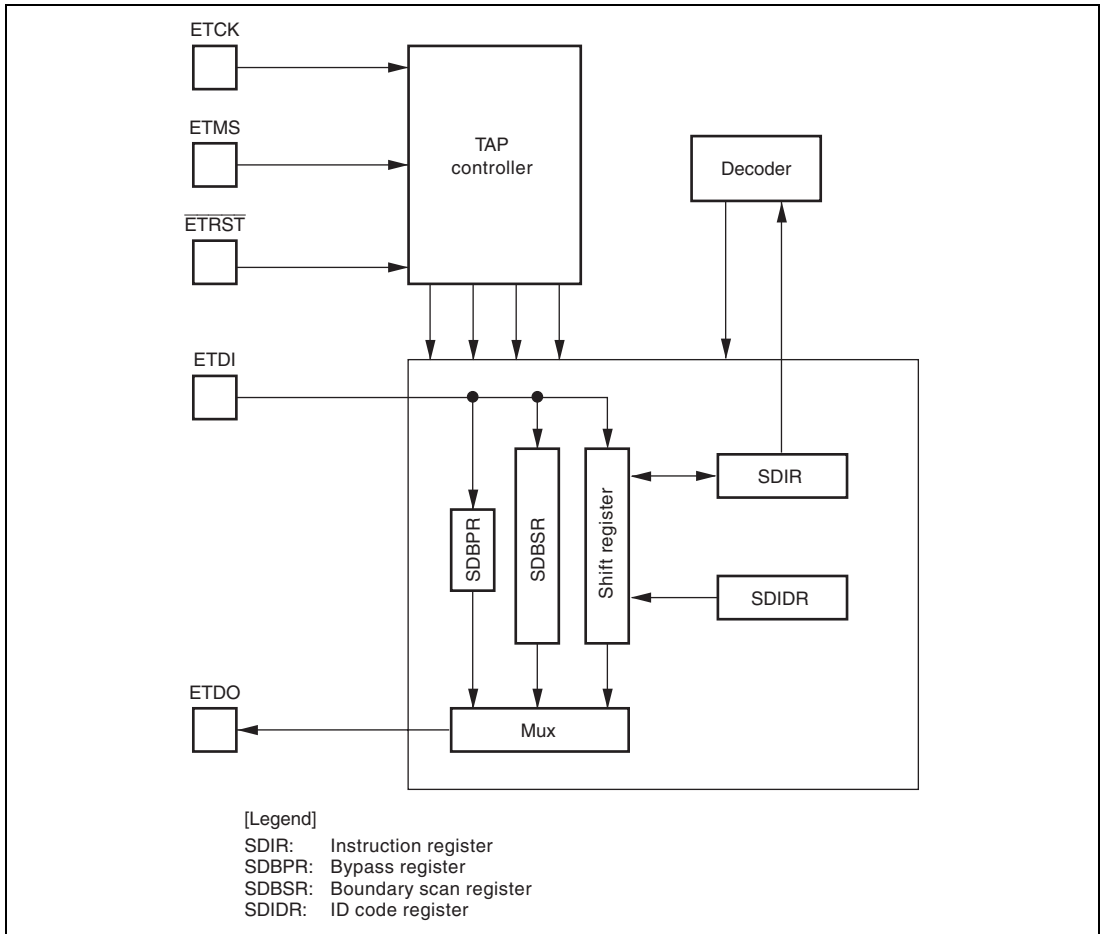 ETCK
ETMS
TAP
controller
Decoder
ETRST
ETDI
SDIR
SDBPR
SDBSR
Shift register
SDIDR
ETDO
Mux
[Legend]
SDIR: Instruction register
SDBPR: Bypass register
SDBSR: Boundary scan register
SDIDR: ID code register